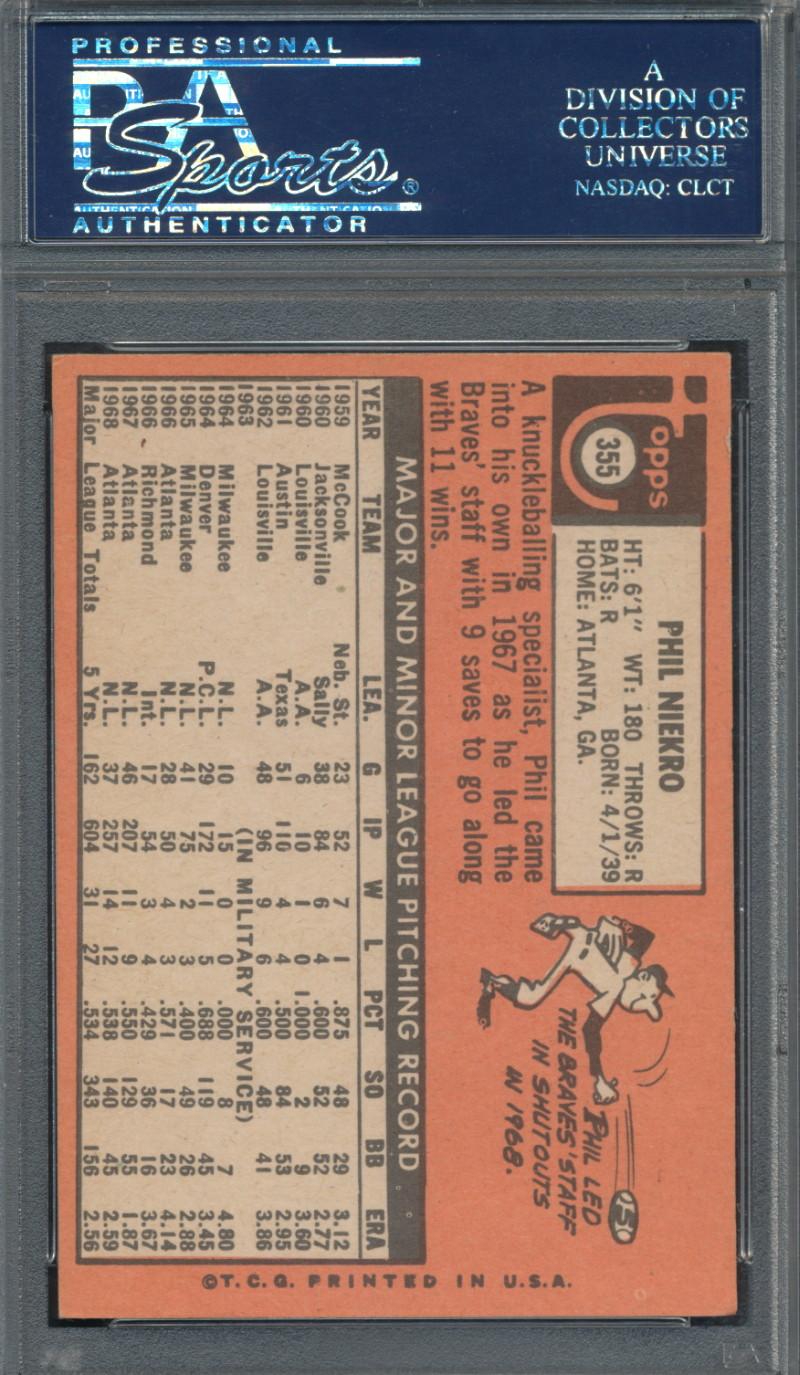 PROFESSIONAL
PSA
Sports®
AUTHENTICATOR
A
DIVISION OF
COLLECTORS
UNIVERSE
NASDAQ: CLCT
Topps
355
PHIL NIEKRO
HT: 6'1" WT: 180 THROWS: R
BATS: R BORN: 4/1/39
HOME: ATLANTA, GA.
A knuckleballing specialist, Phil came
into his own in 1967 as he led the
Braves' staff with 9 saves to go along
with 11 wins.
PHIL LED
THE BRAVES' STAFF
IN SHUTOUTS
IN 1968.
MAJOR AND MINOR LEAGUE PITCHING RECORD
YEAR TEAM LEA. G IP W L PCT SO BB ERA
1959 McCook Neb. St. 23 52 7 1 .875 48 29 3.12
1960 Jacksonville Sally 38 84 6 4 .600 52 52 2.77
1960 Louisville A.A. 6 10 1 0 1.000 2 9 3.60
1961 Austin Texas 51 110 4 4 .500 84 53 2.95
1962 Louisville A.A. 48 96 9 6 .600 48 41 3.86
1963 (IN MILITARY SERVICE)
1964 Milwaukee N.L. 10 15 0 0 .000 8 7 4.80
1964 Denver P.C.L. 29 172 11 5 .688 119 45 3.45
1965 Milwaukee N.L. 41 75 2 3 .400 49 26 2.88
1966 Atlanta N.L. 28 50 4 3 .571 17 23 4.14
1966 Richmond Int. 17 54 3 4 .429 36 16 3.67
1967 Atlanta N.L. 46 207 11 9 .550 129 55 1.87
1968 Atlanta N.L. 37 257 14 12 .538 140 45 2.59
Major League Totals 5 Yrs. 162 604 31 27 .534 343 156 2.56
©T.C.G. PRINTED IN U.S.A.